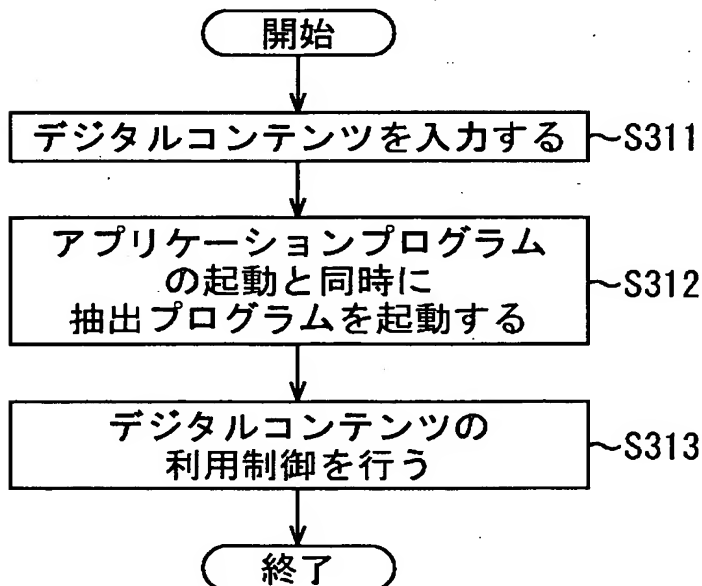 開始
デジタルコンテンツを入力する ~S311
アプリケーションプログラム
の起動と同時に
抽出プログラムを起動する ~S312
デジタルコンテンツの
利用制御を行う ~S313
終了